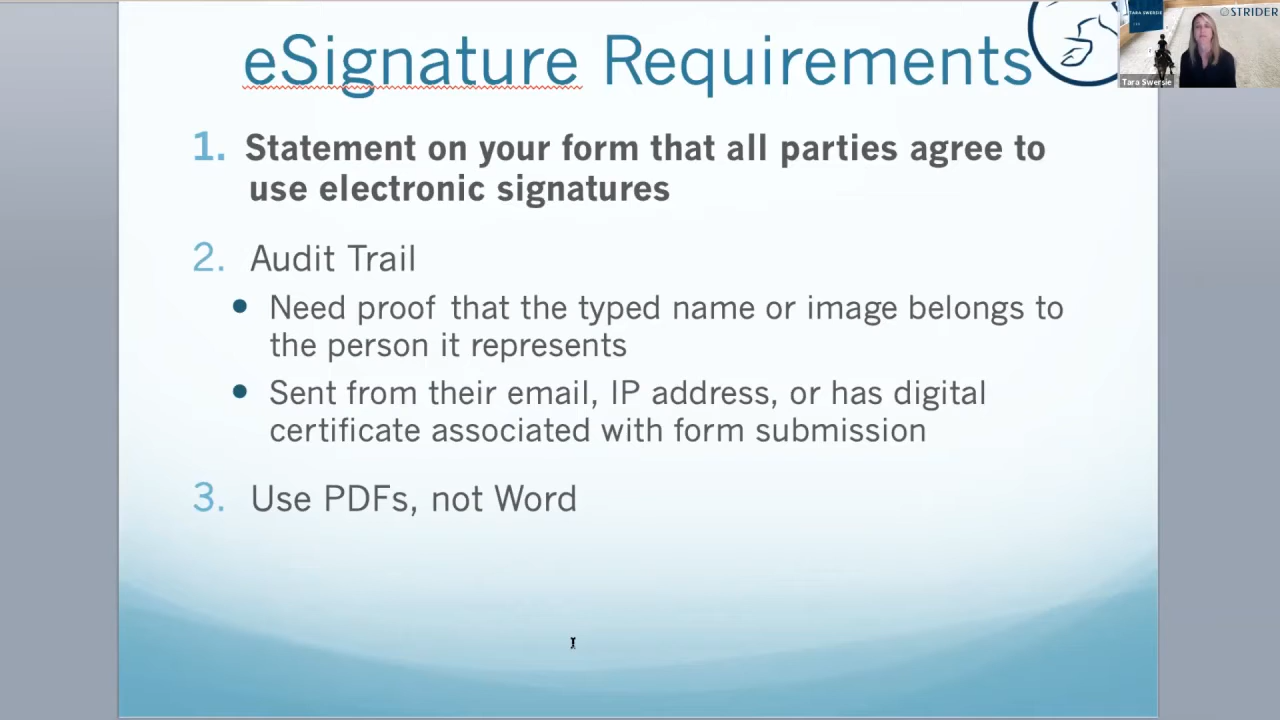 eSignature Requirements
1. Statement on your form that all parties agree to
use electronic signatures
2. Audit Trail
• Need proof that the typed name or image belongs to
the person it represents
• Sent from their email, IP address, or has digital
certificate associated with form submission
3. Use PDFs, not Word
TARA SWERSIE
STRIDER
Tara Swersie